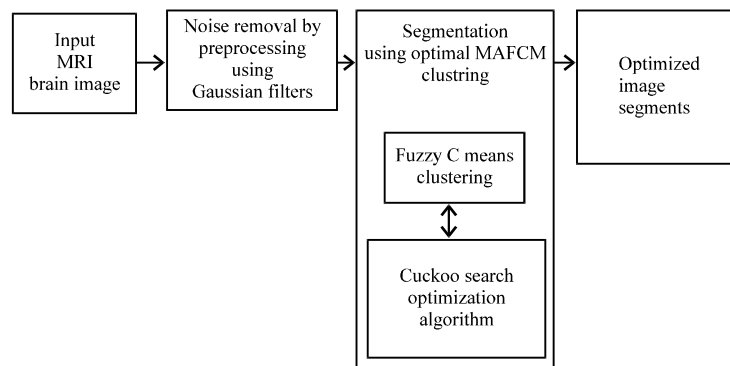 Input
MRI
brain image
Noise removal by
preprocessing
using
Gaussian filters
Segmentation
using optimal MAFCM
clustring
Fuzzy C means
clustering
Cuckoo search
optimization
algorithm
Optimized
image
segments